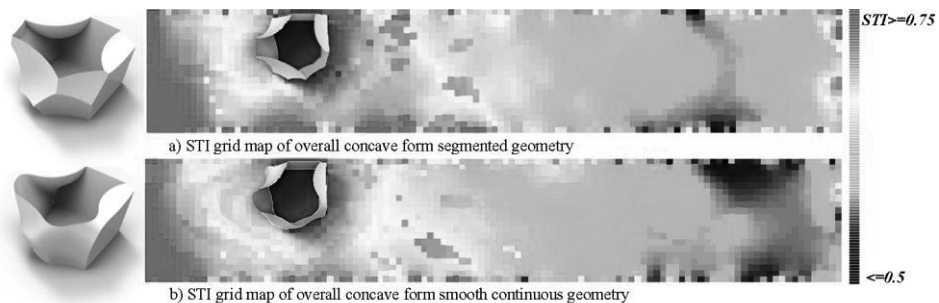 STI>=0.75
a) STI grid map of overall concave form segmented geometry
<=0.5
b) STI grid map of overall concave form smooth continuous geometry